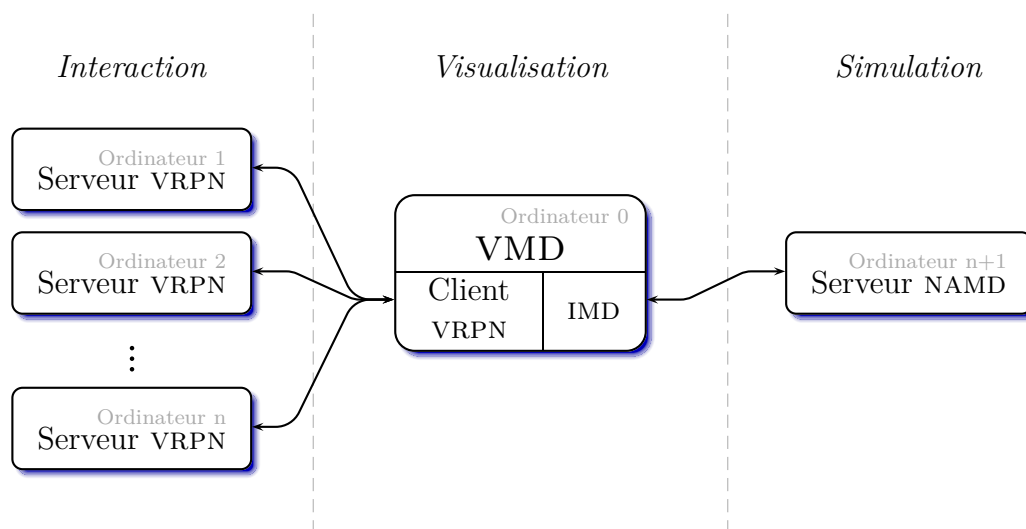 Interaction
Visualisation
Simulation
Ordinateur 1
Serveur VRPN
Ordinateur 2
Serveur VRPN
Ordinateur n
Serveur VRPN
Ordinateur 0
VMD
Client
VRPN
IMD
Ordinateur n+1
Serveur NAMD